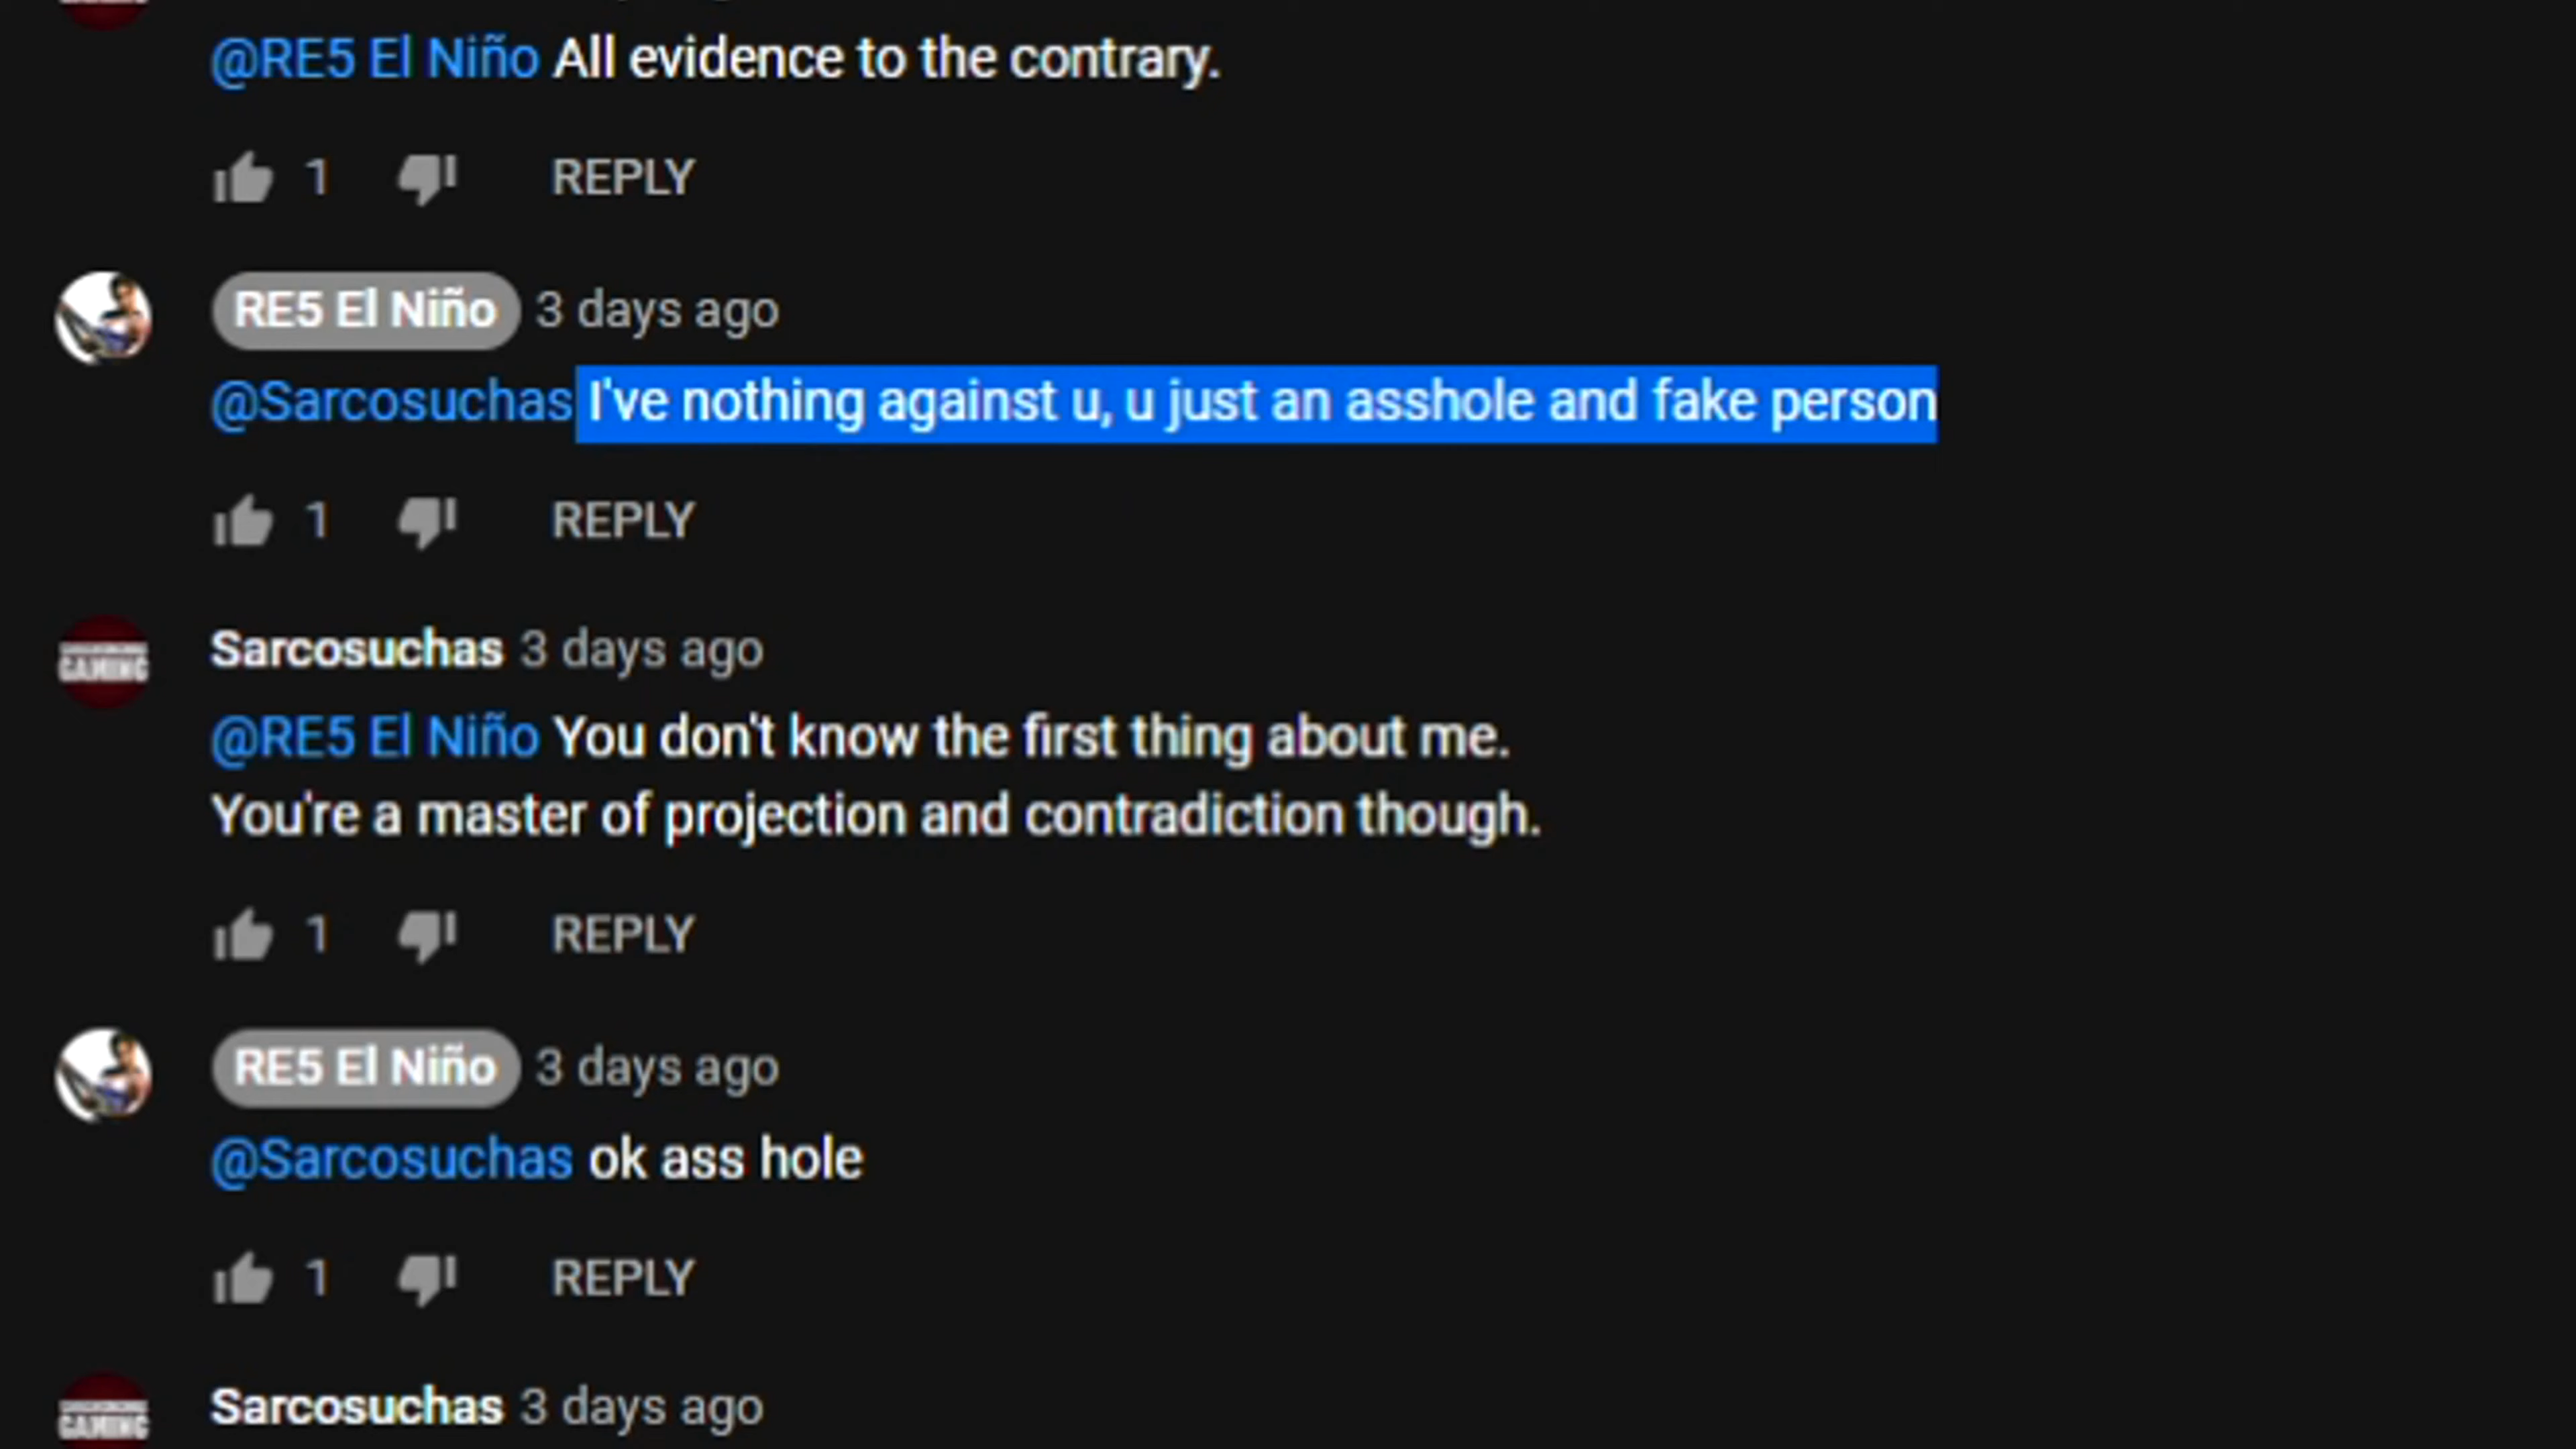 @RE5 El Niño All evidence to the contrary.
1 REPLY
RE5 El Niño 3 days ago
@Sarcosuchas I've nothing against u, u just an asshole and fake person
1 REPLY
GAMING
Sarcosuchas 3 days ago
@RE5 El Niño You don't know the first thing about me.
You're a master of projection and contradiction though.
1 REPLY
RE5 El Niño 3 days ago
@Sarcosuchas ok ass hole
1 REPLY
GAMING
Sarcosuchas 3 days ago